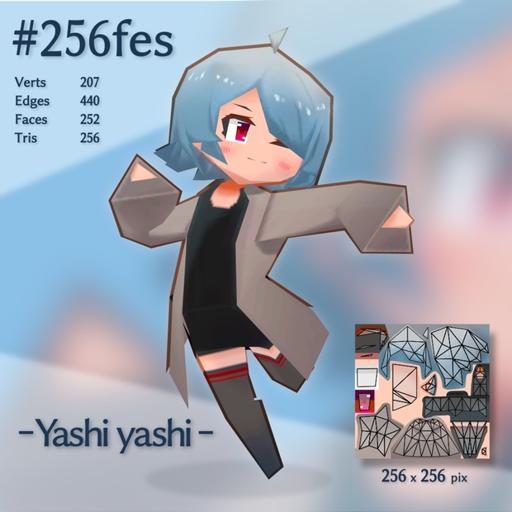 #256fes
Verts 207
Edges 440
Faces 252
Tris 256
-Yashi yashi-
256 x 256 pix